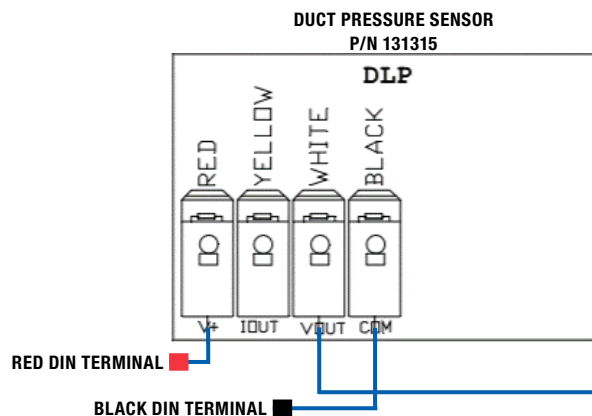 DUCT PRESSURE SENSOR
P/N 131315
DLP
RED YELLOW WHITE BLACK
V+ IOUT VOUT COM
RED DIN TERMINAL
BLACK DIN TERMINAL